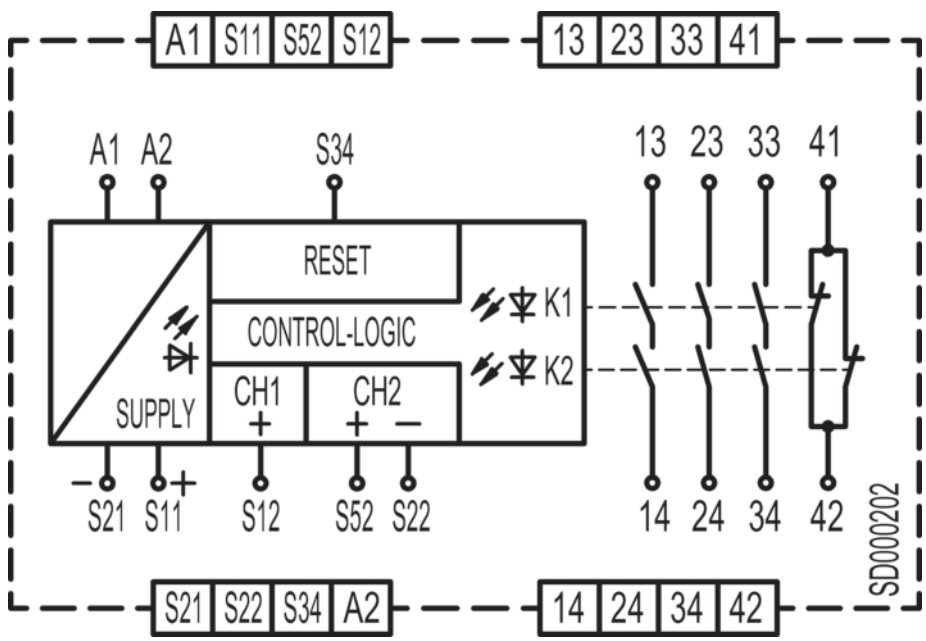 A1 S11 S52 S12 13 23 33 41
A1 A2 S34 13 23 33 41
RESET
K1
CONTROL-LOGIC
K2
CH1 CH2
SUPPLY + + −
− +
S21 S11 S12 S52 S22 14 24 34 42
SD000202
S21 S22 S34 A2 14 24 34 42